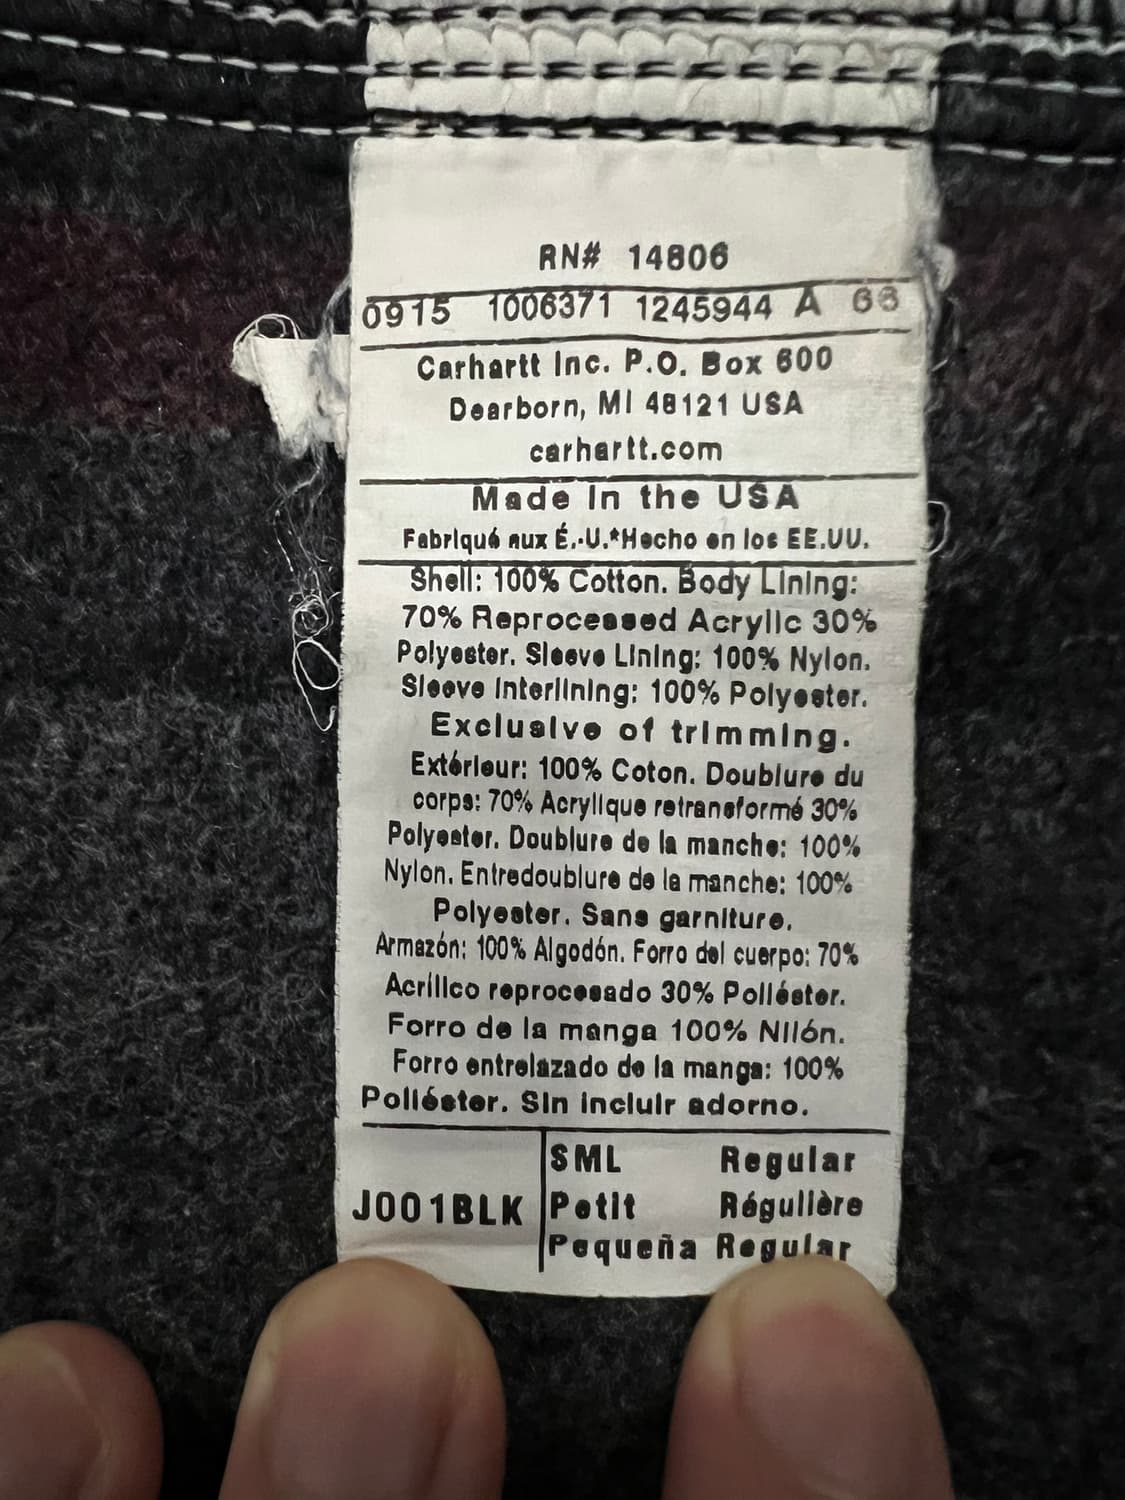 RN# 14806
0915 1006371 1245944 A 66
Carhartt Inc. P.O. Box 600
Dearborn, MI 48121 USA
carhartt.com
Made in the USA
Fabriqué aux É.-U.*Hecho en los EE.UU.
Shell: 100% Cotton. Body Lining:
70% Reprocessed Acrylic 30%
Polyester. Sleeve Lining: 100% Nylon.
Sleeve Interlining: 100% Polyester.
Exclusive of trimming.
Extérieur: 100% Coton. Doublure du
corps: 70% Acrylique retransformé 30%
Polyester. Doublure de la manche: 100%
Nylon. Entredoublure de la manche: 100%
Polyester. Sans garniture.
Armazón: 100% Algodón. Forro del cuerpo: 70%
Acrílico reprocesado 30% Poliéster.
Forro de la manga 100% Nilón.
Forro entrelazado de la manga: 100%
Poliéster. Sin incluir adorno.
SML Regular
J001BLK Petit Régulière
Pequeña Regular